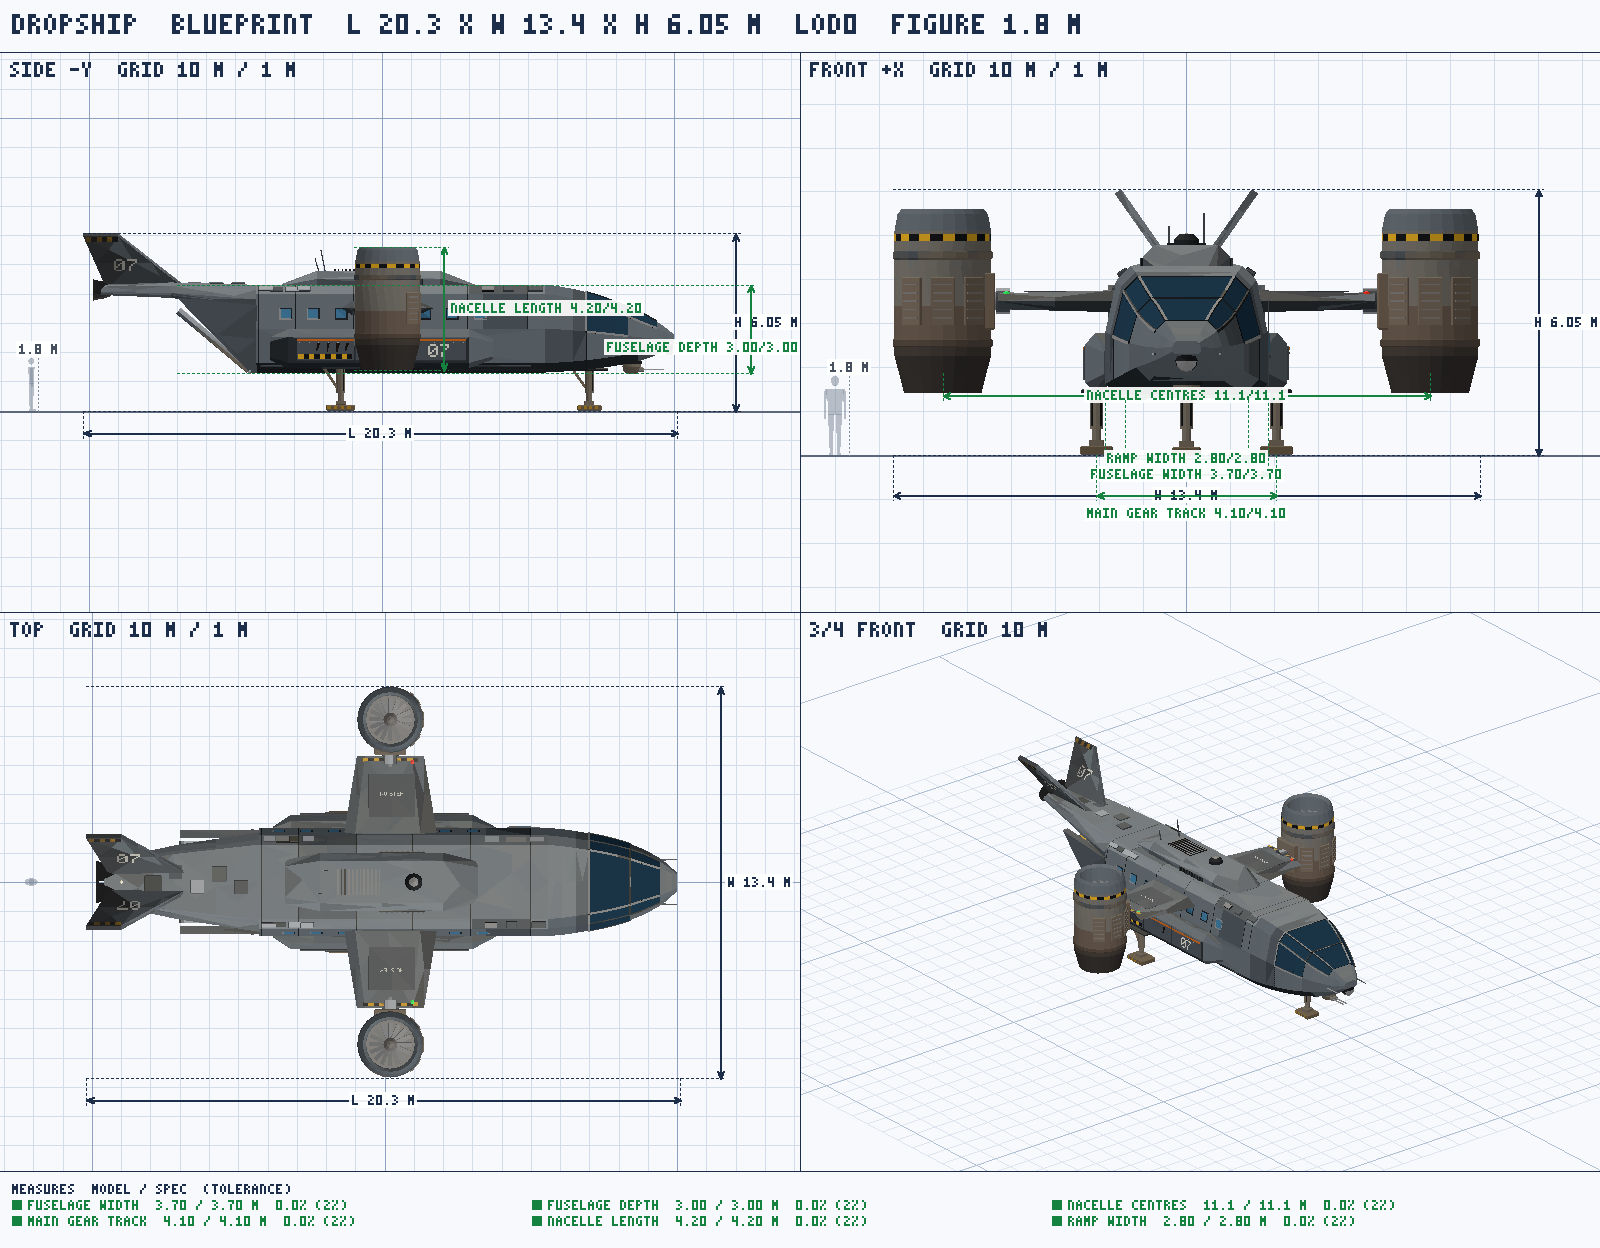 DROPSHIP BLUEPRINT L 20.3 X W 13.4 X H 6.05 M LOD0 FIGURE 1.8 M
SIDE -Y GRID 10 M / 1 M
07
NACELLE LENGTH 4.20/4.20
H 6.05 M
FUSELAGE DEPTH 3.00/3.00
07
1.8 M
L 20.3 M
FRONT +X GRID 10 M / 1 M
H 6.05 M
1.8 M
NACELLE CENTRES 11.1/11.1
RAMP WIDTH 2.80/2.80
FUSELAGE WIDTH 3.70/3.70
W 13.4 M
MAIN GEAR TRACK 4.10/4.10
TOP GRID 10 M / 1 M
07
07
W 13.4 M
L 20.3 M
3/4 FRONT GRID 10 M
07
07
MEASURES MODEL / SPEC (TOLERANCE)
FUSELAGE WIDTH 3.70 / 3.70 M 0.0% (2%)
FUSELAGE DEPTH 3.00 / 3.00 M 0.0% (2%)
NACELLE CENTRES 11.1 / 11.1 M 0.0% (2%)
MAIN GEAR TRACK 4.10 / 4.10 M 0.0% (2%)
NACELLE LENGTH 4.20 / 4.20 M 0.0% (2%)
RAMP WIDTH 2.80 / 2.80 M 0.0% (2%)